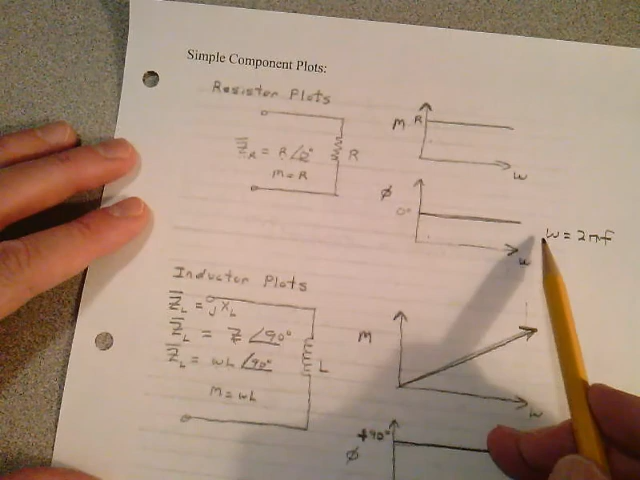 Simple Component Plots:
Resistor Plots
M R
Z̅R = R∠0° R
M = R
ω
φ
0°
ω = 2πf
ω
Inductor Plots
Z̅L = jXL
M
Z̅L = Z∠90°
Z̅L = ωL∠90° L
M = ωL
ω
+90°
φ